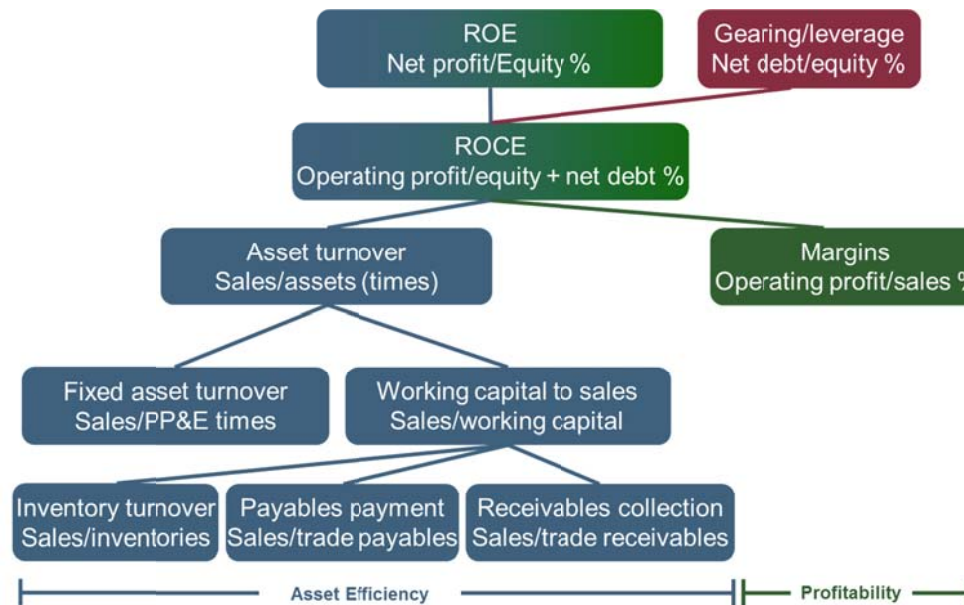 ROE
Net profit/Equity %
Gearing/leverage
Net debt/equity %
ROCE
Operating profit/equity + net debt %
Asset turnover
Sales/assets (times)
Margins
Operating profit/sales %
Fixed asset turnover
Sales/PP&E times
Working capital to sales
Sales/working capital
Inventory turnover
Sales/inventories
Payables payment
Sales/trade payables
Receivables collection
Sales/trade receivables
Asset Efficiency
Profitability